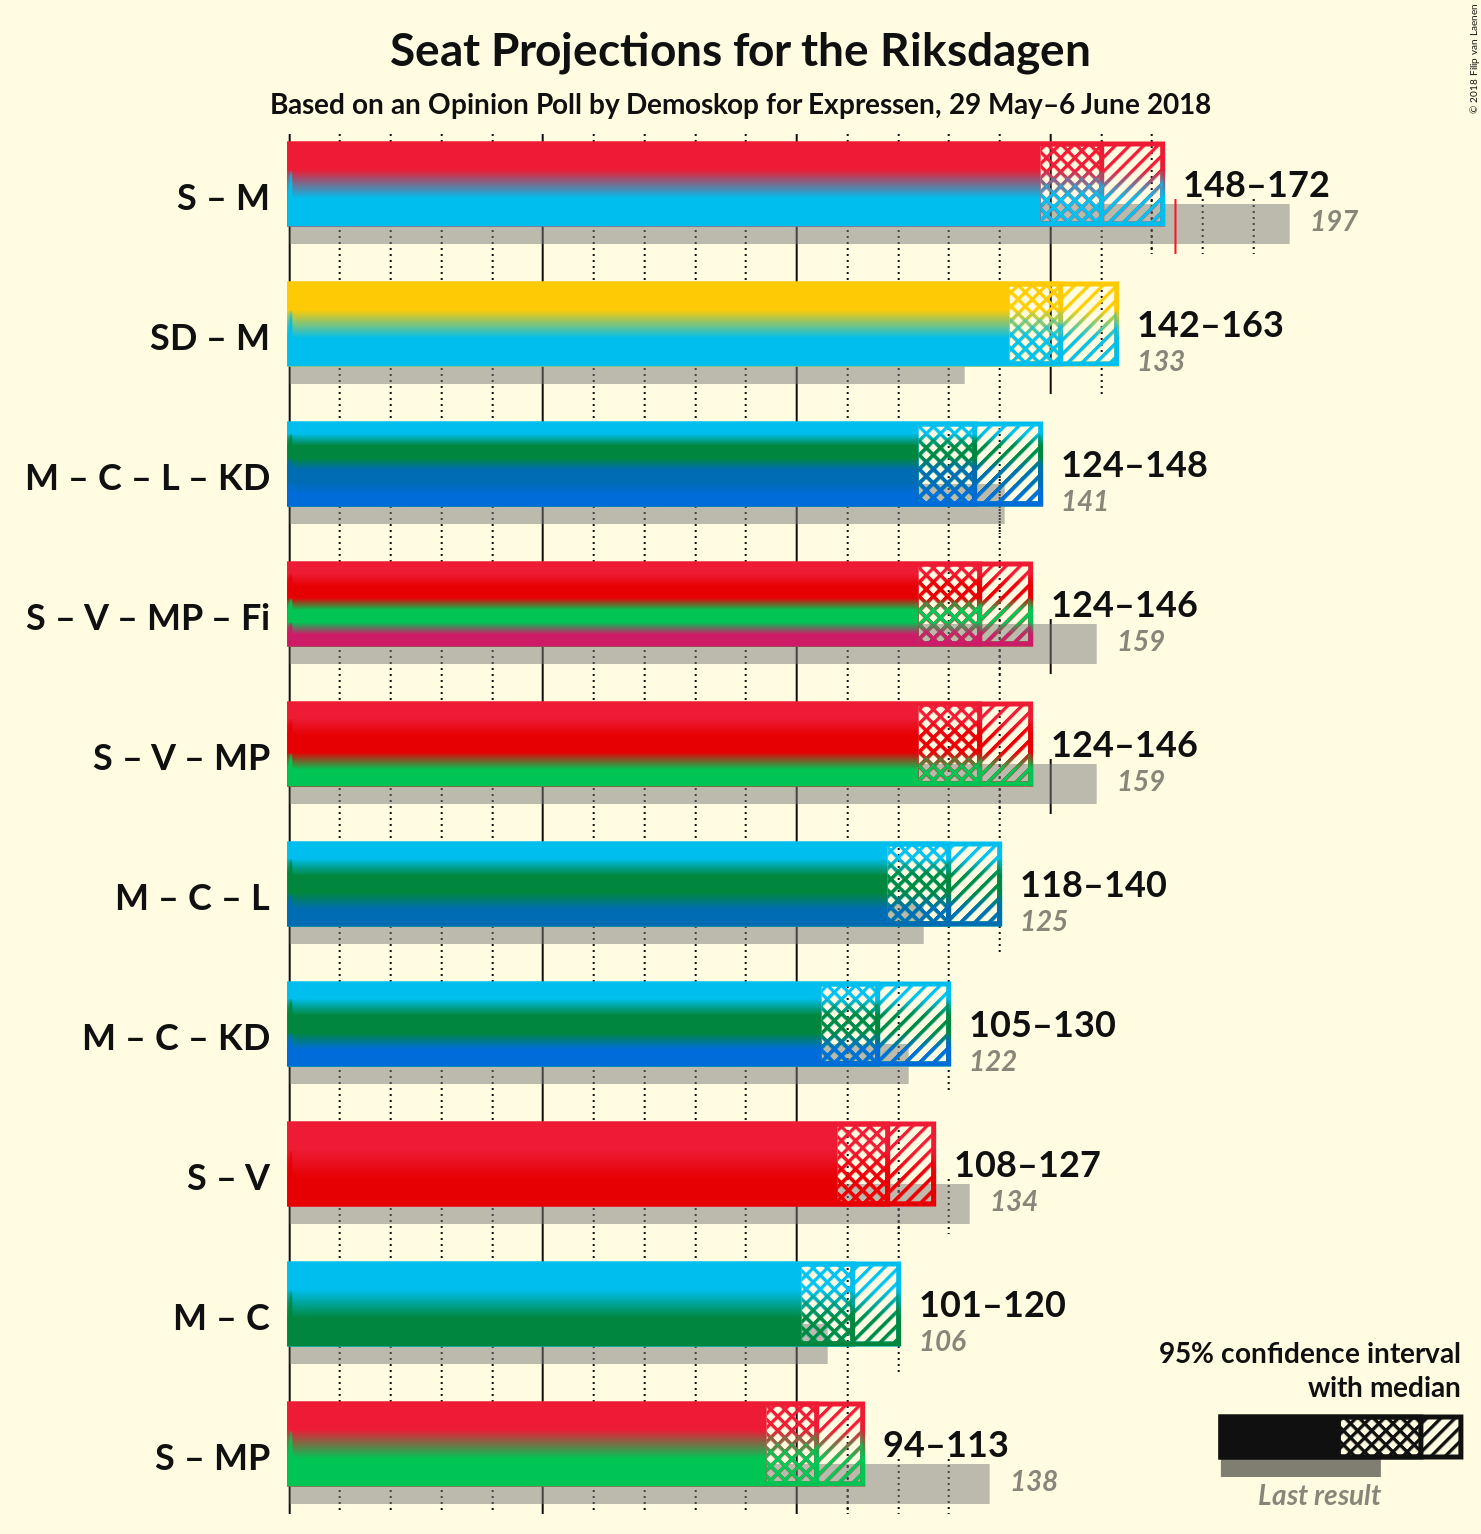 Seat Projections for the Riksdagen
Based on an Opinion Poll by Demoskop for Expressen, 29 May–6 June 2018
© 2018 Filip van Laenen
S – M
148–172
197
SD – M
142–163
133
M – C – L – KD
124–148
141
S – V – MP – Fi
124–146
159
S – V – MP
124–146
159
M – C – L
118–140
125
M – C – KD
105–130
122
S – V
108–127
134
M – C
101–120
106
S – MP
94–113
138
95% confidence interval
with median
Last result